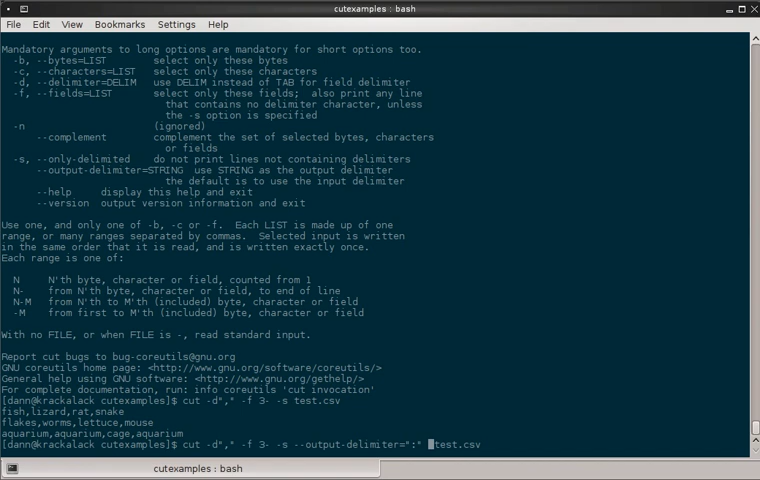 cutexamples : bash
File Edit View Bookmarks Settings Help
Mandatory arguments to long options are mandatory for short options too.
-b, --bytes=LIST select only these bytes
-c, --characters=LIST select only these characters
-d, --delimiter=DELIM use DELIM instead of TAB for field delimiter
-f, --fields=LIST select only these fields; also print any line
that contains no delimiter character, unless
the -s option is specified
-n (ignored)
--complement complement the set of selected bytes, characters
or fields
-s, --only-delimited do not print lines not containing delimiters
--output-delimiter=STRING use STRING as the output delimiter
the default is to use the input delimiter
--help display this help and exit
--version output version information and exit
Use one, and only one of -b, -c or -f. Each LIST is made up of one
range, or many ranges separated by commas. Selected input is written
in the same order that it is read, and is written exactly once.
Each range is one of:
N N'th byte, character or field, counted from 1
N- from N'th byte, character or field, to end of line
N-M from N'th to M'th (included) byte, character or field
-M from first to M'th (included) byte, character or field
With no FILE, or when FILE is -, read standard input.
Report cut bugs to bug-coreutils@gnu.org
GNU coreutils home page: <http://www.gnu.org/software/coreutils/>
General help using GNU software: <http://www.gnu.org/gethelp/>
For complete documentation, run: info coreutils 'cut invocation'
[dann@krackalack cutexamples]$ cut -d"," -f 3- -s test.csv
fish,lizard,rat,snake
flakes,worms,lettuce,mouse
aquarium,aquarium,cage,aquarium
[dann@krackalack cutexamples]$ cut -d"," -f 3- -s --output-delimiter=":" test.csv
cutexamples : bash